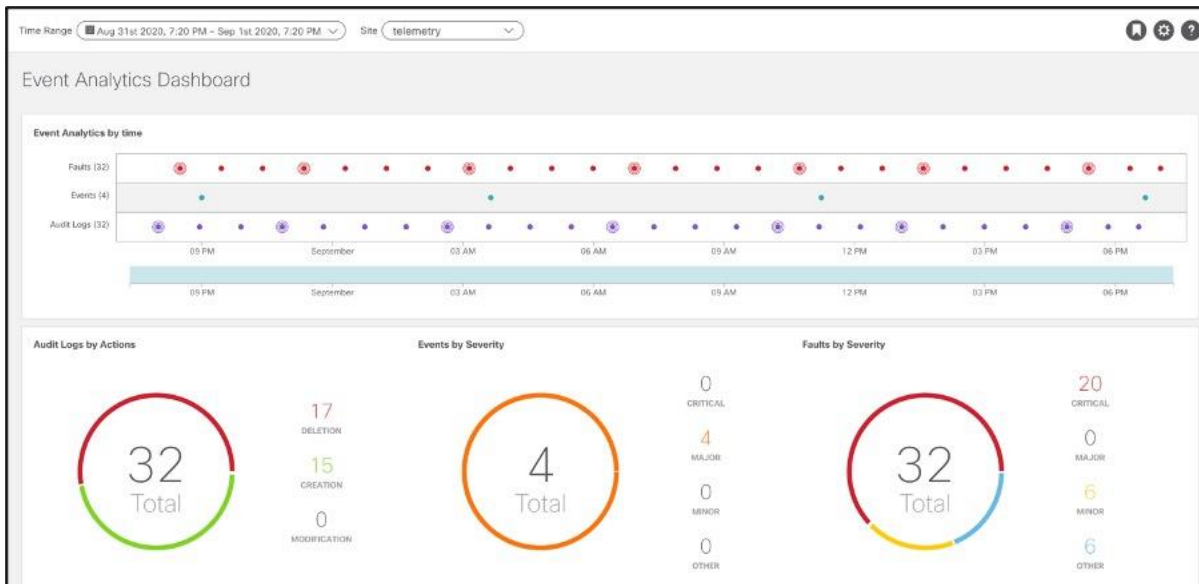 Time Range Aug 31st 2020, 7:20 PM - Sep 1st 2020, 7:20 PM Site telemetry ?
Event Analytics Dashboard
Event Analytics by time
Faults (32)
Events (4)
Audit Logs (32)
09 PM September 03 AM 06 AM 09 AM 12 PM 03 PM 06 PM
09 PM September 03 AM 06 AM 09 AM 12 PM 03 PM 06 PM
Audit Logs by Actions
32
Total
17
DELETION
15
CREATION
0
MODIFICATION
Events by Severity
4
Total
0
CRITICAL
4
MAJOR
0
MINOR
0
OTHER
Faults by Severity
32
Total
20
CRITICAL
0
MAJOR
6
MINOR
6
OTHER